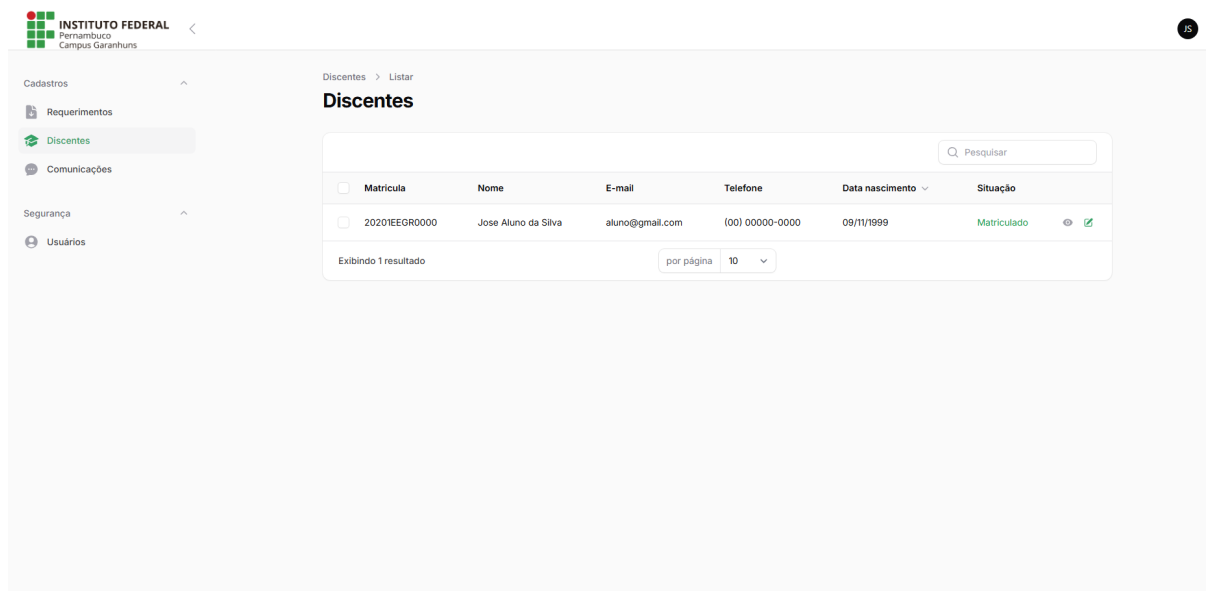 INSTITUTO FEDERAL
Pernambuco
Campus Garanhuns
JS
Cadastros
Requerimentos
Discentes
Comunicações
Segurança
Usuários
Discentes > Listar
Discentes
Pesquisar
Matricula Nome E-mail Telefone Data nascimento Situação
20201EEGR0000 Jose Aluno da Silva aluno@gmail.com (00) 00000-0000 09/11/1999 Matriculado
Exibindo 1 resultado por página 10